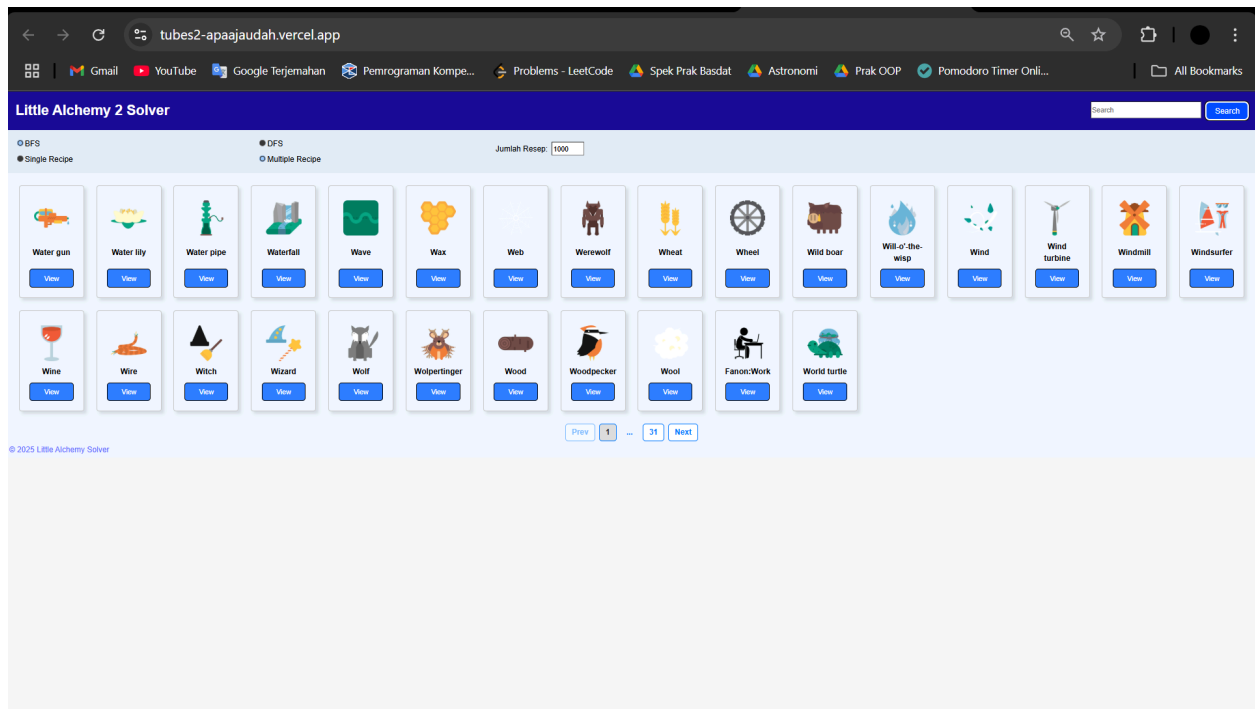 tubes2-apaajaudah.vercel.app
Gmail YouTube Google Terjemahan Pemrograman Kompe... Problems - LeetCode Spek Prak Basdat Astronomi Prak OOP Pomodoro Timer Onli... All Bookmarks
Little Alchemy 2 Solver Search Search
BFS DFS Jumlah Resep: 1000
Single Recipe Multiple Recipe
Water gun Water lily Water pipe Waterfall Wave Wax Web Werewolf Wheat Wheel Wild boar Will-o'-the-wisp Wind Wind turbine Windmill Windsurfer
View View View View View View View View View View View View View View View View
Wine Wire Witch Wizard Wolf Wolpertinger Wood Woodpecker Wool Fanon:Work World turtle
View View View View View View View View View View View
Prev 1 ... 31 Next
© 2025 Little Alchemy Solver